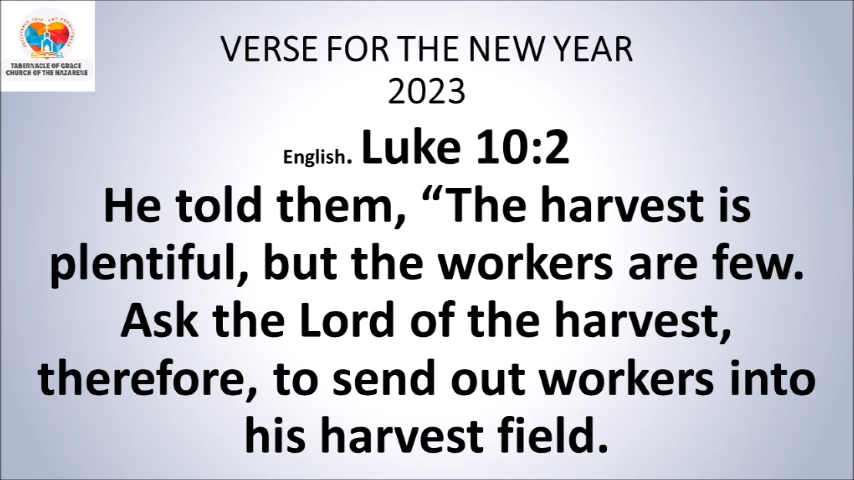 TABERNACLE OF GRACE
CHURCH OF THE NAZARENE
VERSE FOR THE NEW YEAR
2023
English. Luke 10:2
He told them, “The harvest is
plentiful, but the workers are few.
Ask the Lord of the harvest,
therefore, to send out workers into
his harvest field.